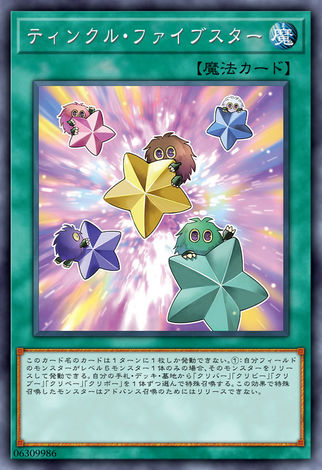 ティンクル・ファイブスター
魔
【魔法カード】
このカード名のカードは１ターンに１枚しか発動できない。①：自分フィールド
のモンスターがレベル５モンスター１体のみの場合、そのモンスターをリリー
スして発動できる。自分の手札・デッキ・墓地から「クリバー」「クリビー」「クリ
ブー」「クリベー」「クリボー」を１体ずつ選んで特殊召喚する。この効果で特殊
召喚したモンスターはアドバンス召喚のためにはリリースできない。
06309986